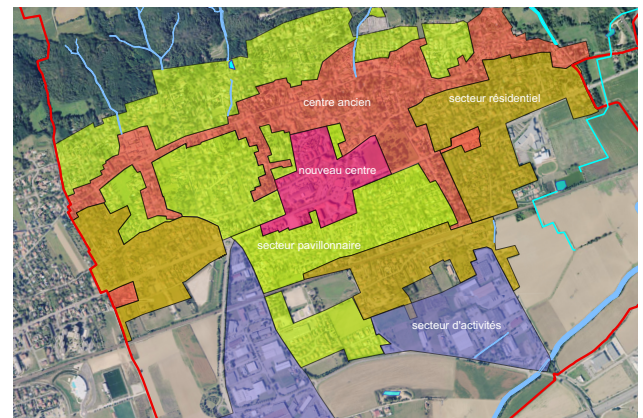 secteur résidentiel
centre ancien
nouveau centre
secteur pavillonnaire
secteur d'activités